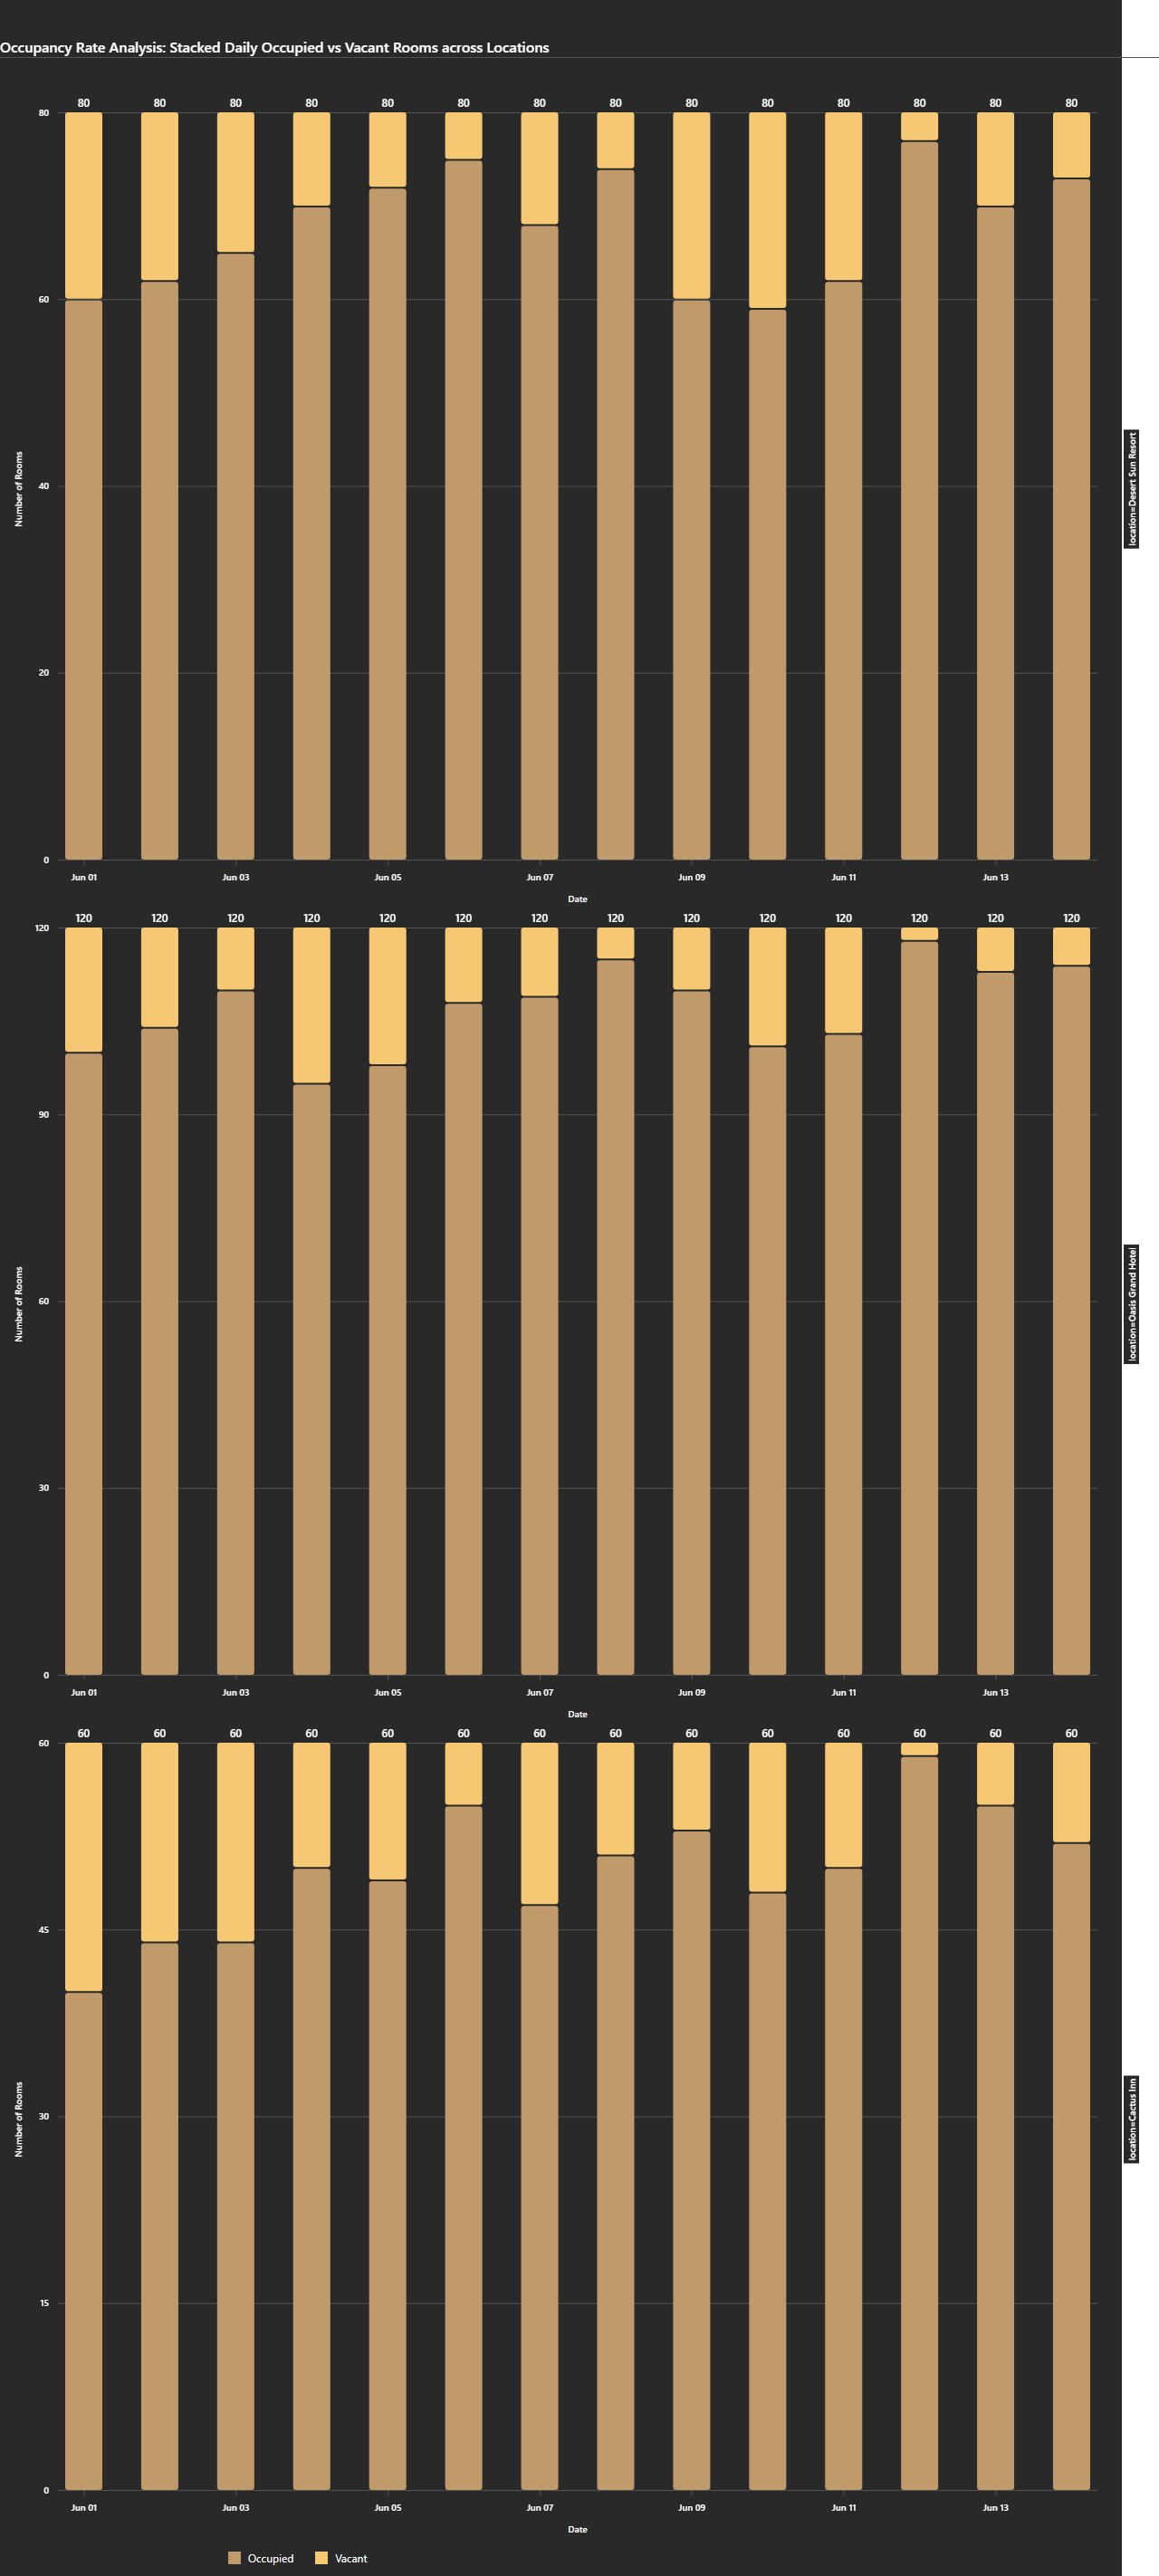 Occupancy Rate Analysis: Stacked Daily Occupied vs Vacant Rooms across Locations
80 80 80 80 80 80 80 80 80 80 80 80 80 80
80
60
40
20
0
Number of Rooms
location=Desert Sun Resort
Jun 01 Jun 03 Jun 05 Jun 07 Jun 09 Jun 11 Jun 13
Date
120 120 120 120 120 120 120 120 120 120 120 120 120 120
120
90
60
30
0
Number of Rooms
location=Oasis Grand Hotel
Jun 01 Jun 03 Jun 05 Jun 07 Jun 09 Jun 11 Jun 13
Date
60 60 60 60 60 60 60 60 60 60 60 60 60 60
60
45
30
15
0
Number of Rooms
location=Cactus Inn
Jun 01 Jun 03 Jun 05 Jun 07 Jun 09 Jun 11 Jun 13
Date
Occupied Vacant